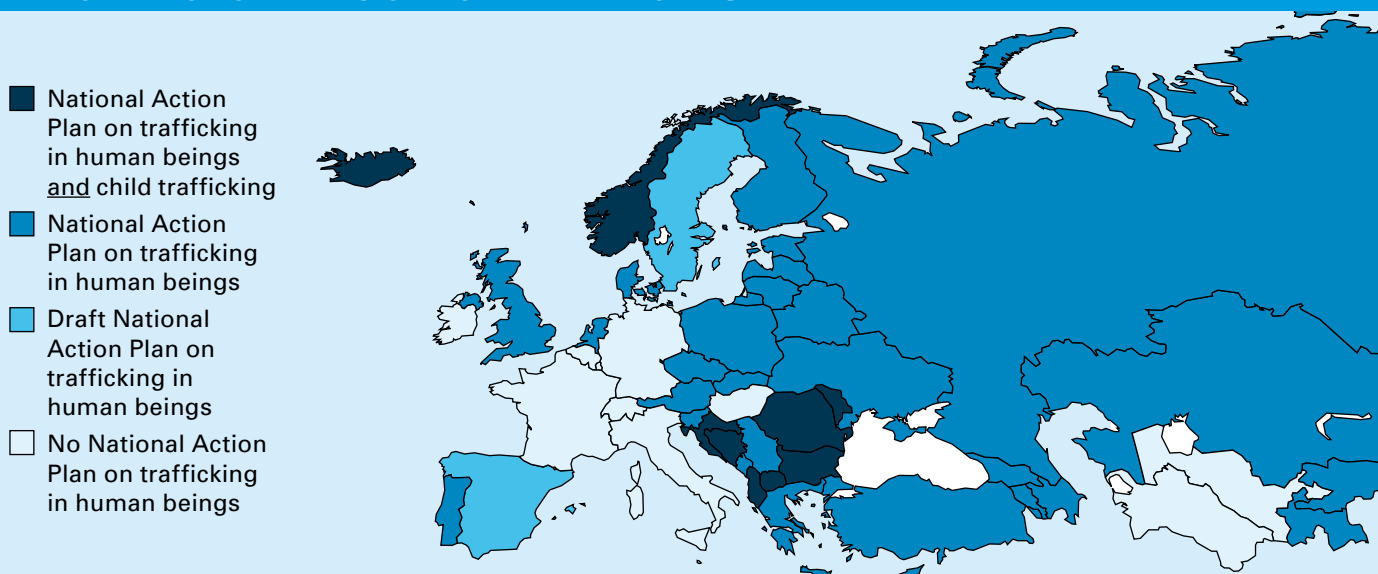 National Action
Plan on trafficking
in human beings
and child trafficking
National Action
Plan on trafficking
in human beings
Draft National
Action Plan on
trafficking in
human beings
No National Action
Plan on trafficking
in human beings